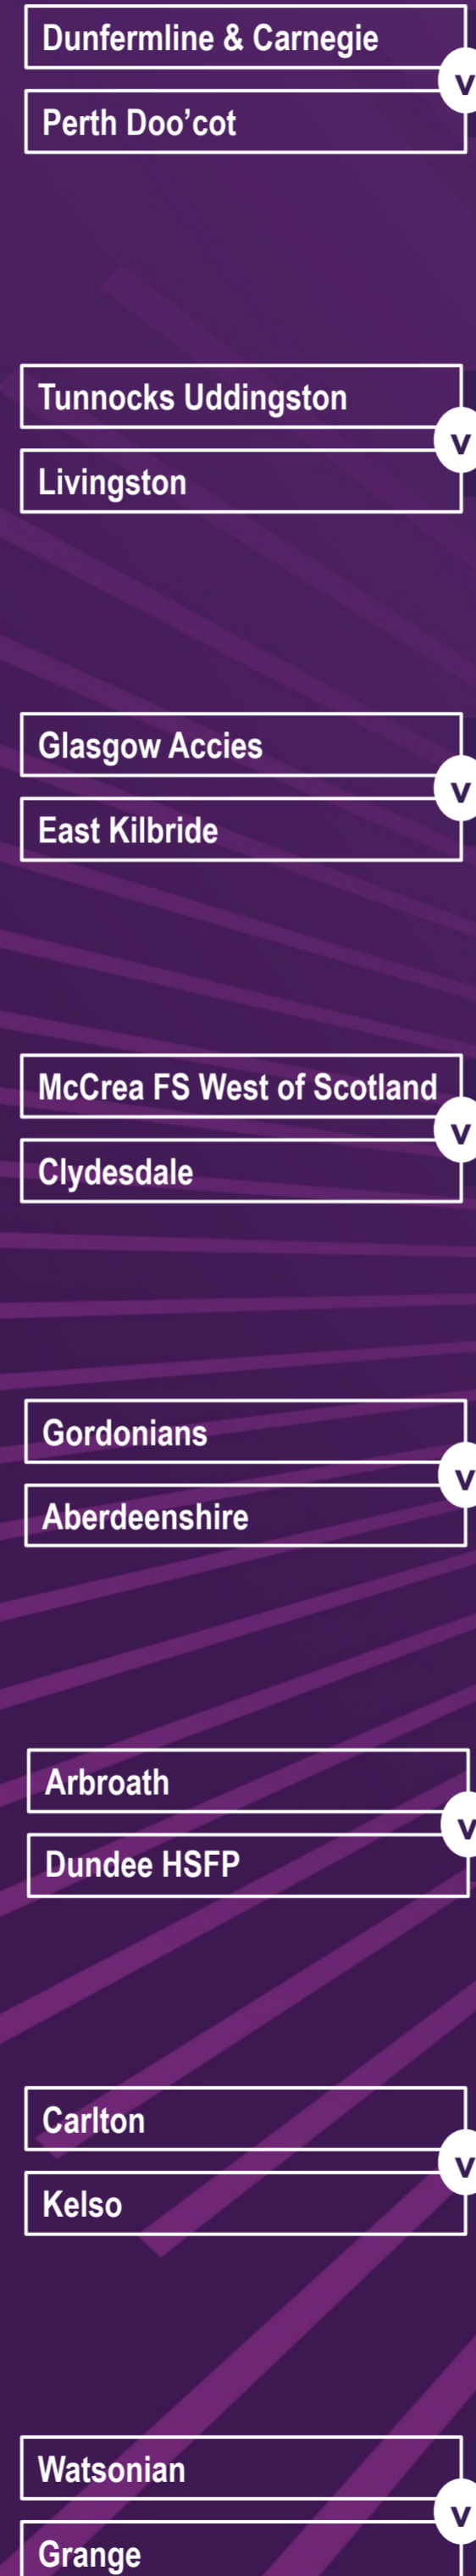 Dunfermline & Carnegie
v
Perth Doo’cot
Tunnocks Uddingston
v
Livingston
Glasgow Accies
v
East Kilbride
McCrea FS West of Scotland
v
Clydesdale
Gordonians
v
Aberdeenshire
Arbroath
v
Dundee HSFP
Carlton
v
Kelso
Watsonian
v
Grange